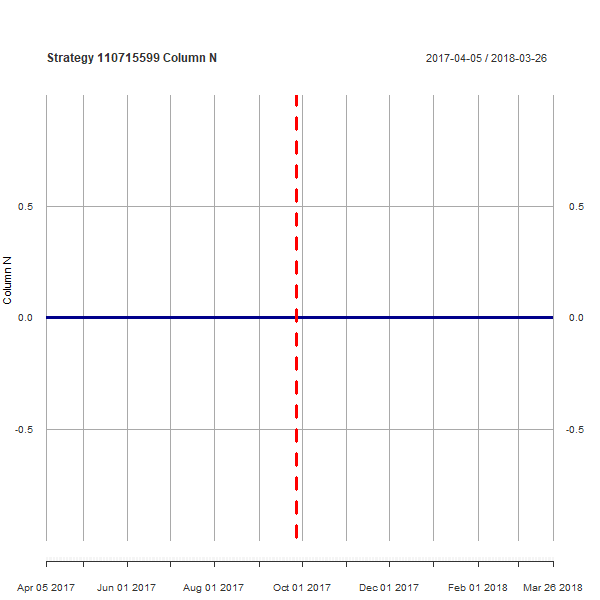 Strategy 110715599 Column N
2017-04-05 / 2018-03-26
0.5 0.5
Column N
0.0 0.0
-0.5 -0.5
Apr 05 2017 Jun 01 2017 Aug 01 2017 Oct 01 2017 Dec 01 2017 Feb 01 2018 Mar 26 2018